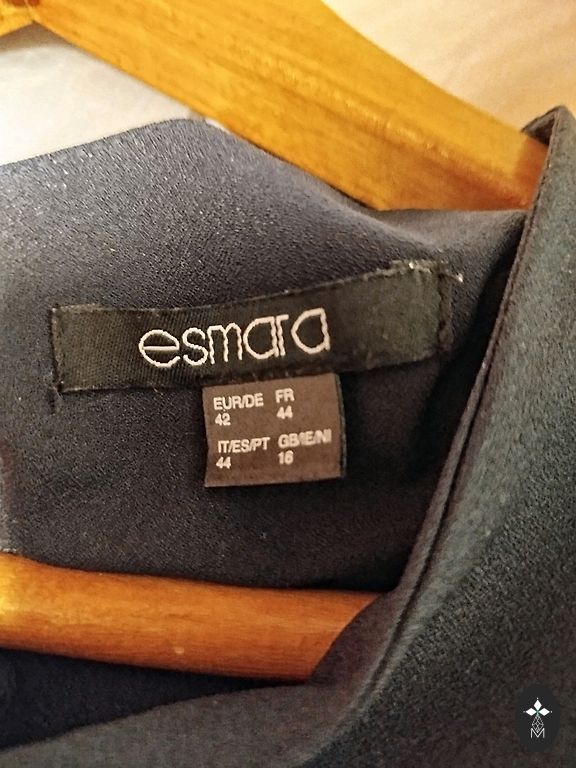 esmara
EUR/DE FR
42 44
IT/ES/PT GB/IE/NI
44 16
M